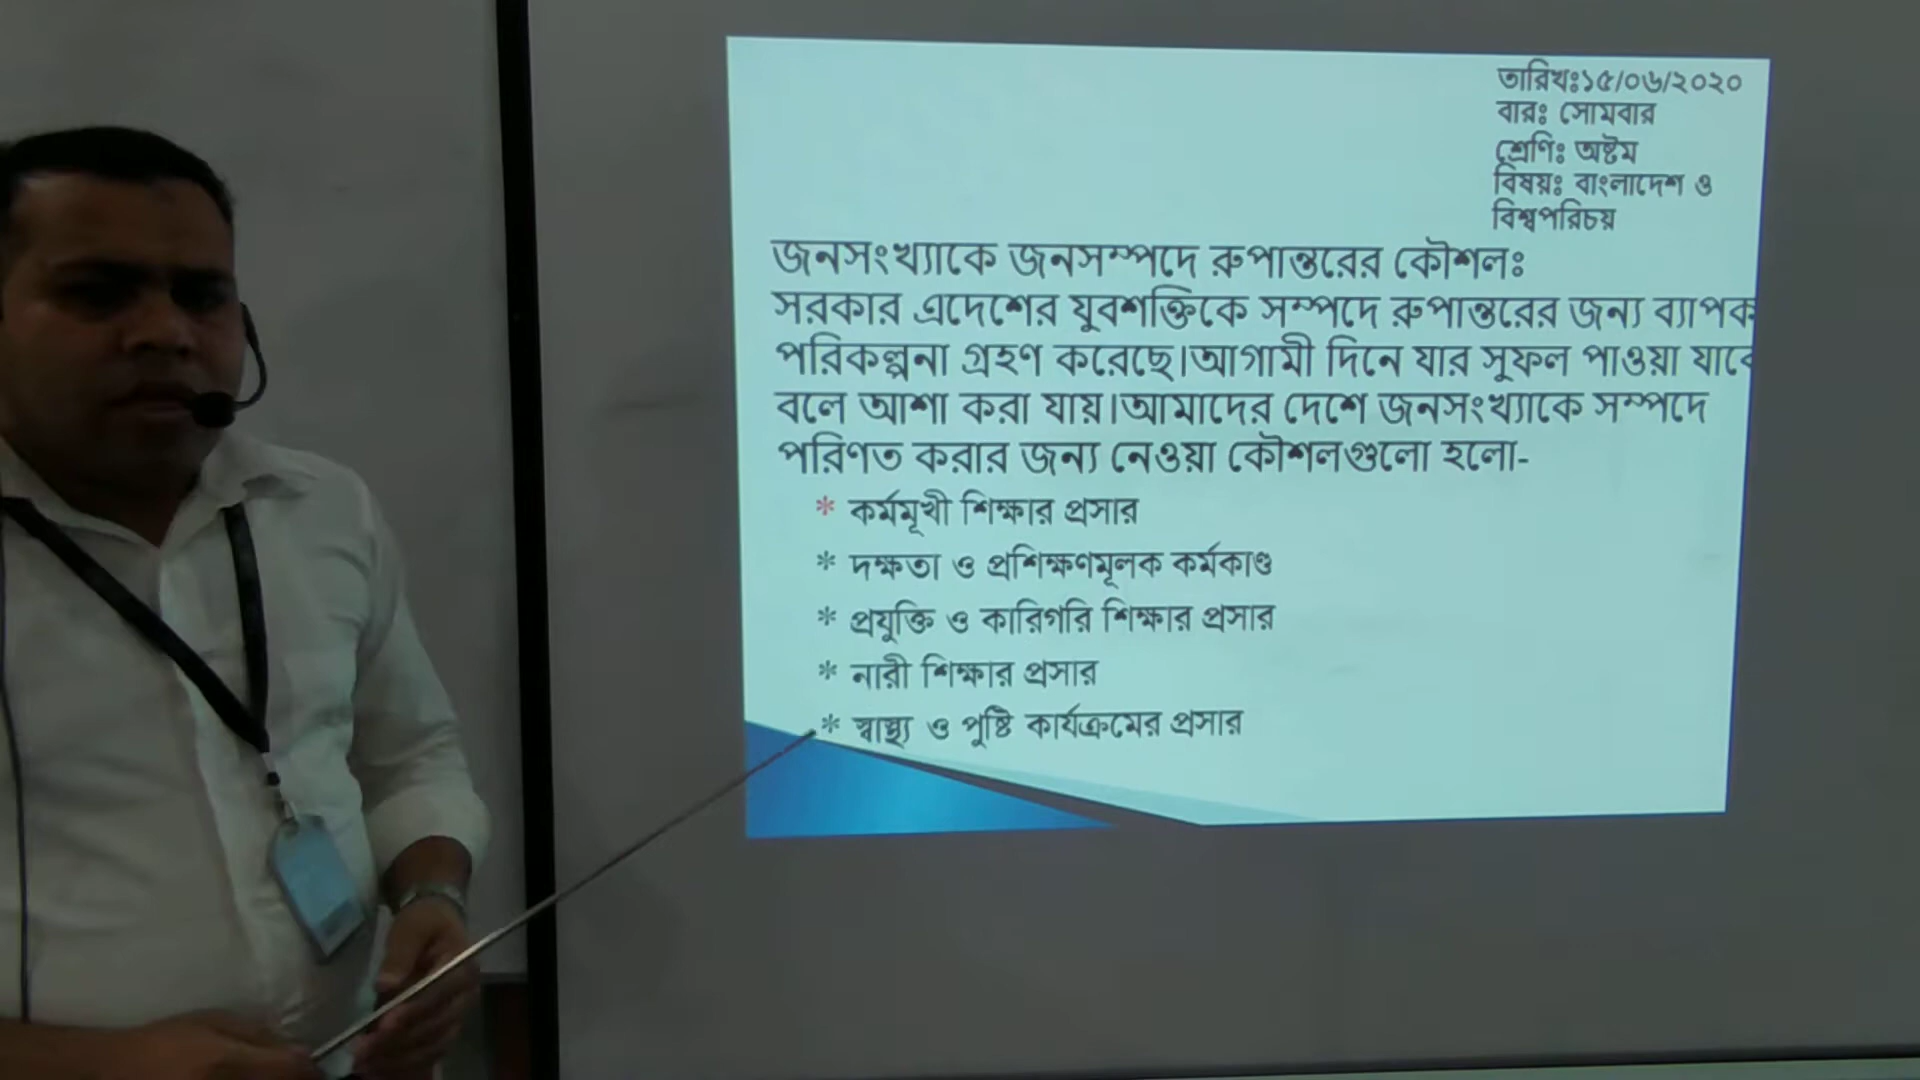 তারিখঃ১৫/০৬/২০২০
বারঃ সোমবার
শ্রেণিঃ অষ্টম
বিষয়ঃ বাংলাদেশ ও
বিশ্বপরিচয়
জনসংখ্যাকে জনসম্পদে রুপান্তরের কৌশলঃ
সরকার এদেশের যুবশক্তিকে সম্পদে রুপান্তরের জন্য ব্যাপক
পরিকল্পনা গ্রহণ করেছে।আগামী দিনে যার সুফল পাওয়া যাবে
বলে আশা করা যায়।আমাদের দেশে জনসংখ্যাকে সম্পদে
পরিণত করার জন্য নেওয়া কৌশলগুলো হলো-
* কর্মমূখী শিক্ষার প্রসার
* দক্ষতা ও প্রশিক্ষণমূলক কর্মকাণ্ড
* প্রযুক্তি ও কারিগরি শিক্ষার প্রসার
* নারী শিক্ষার প্রসার
* স্বাস্থ্য ও পুষ্টি কার্যক্রমের প্রসার